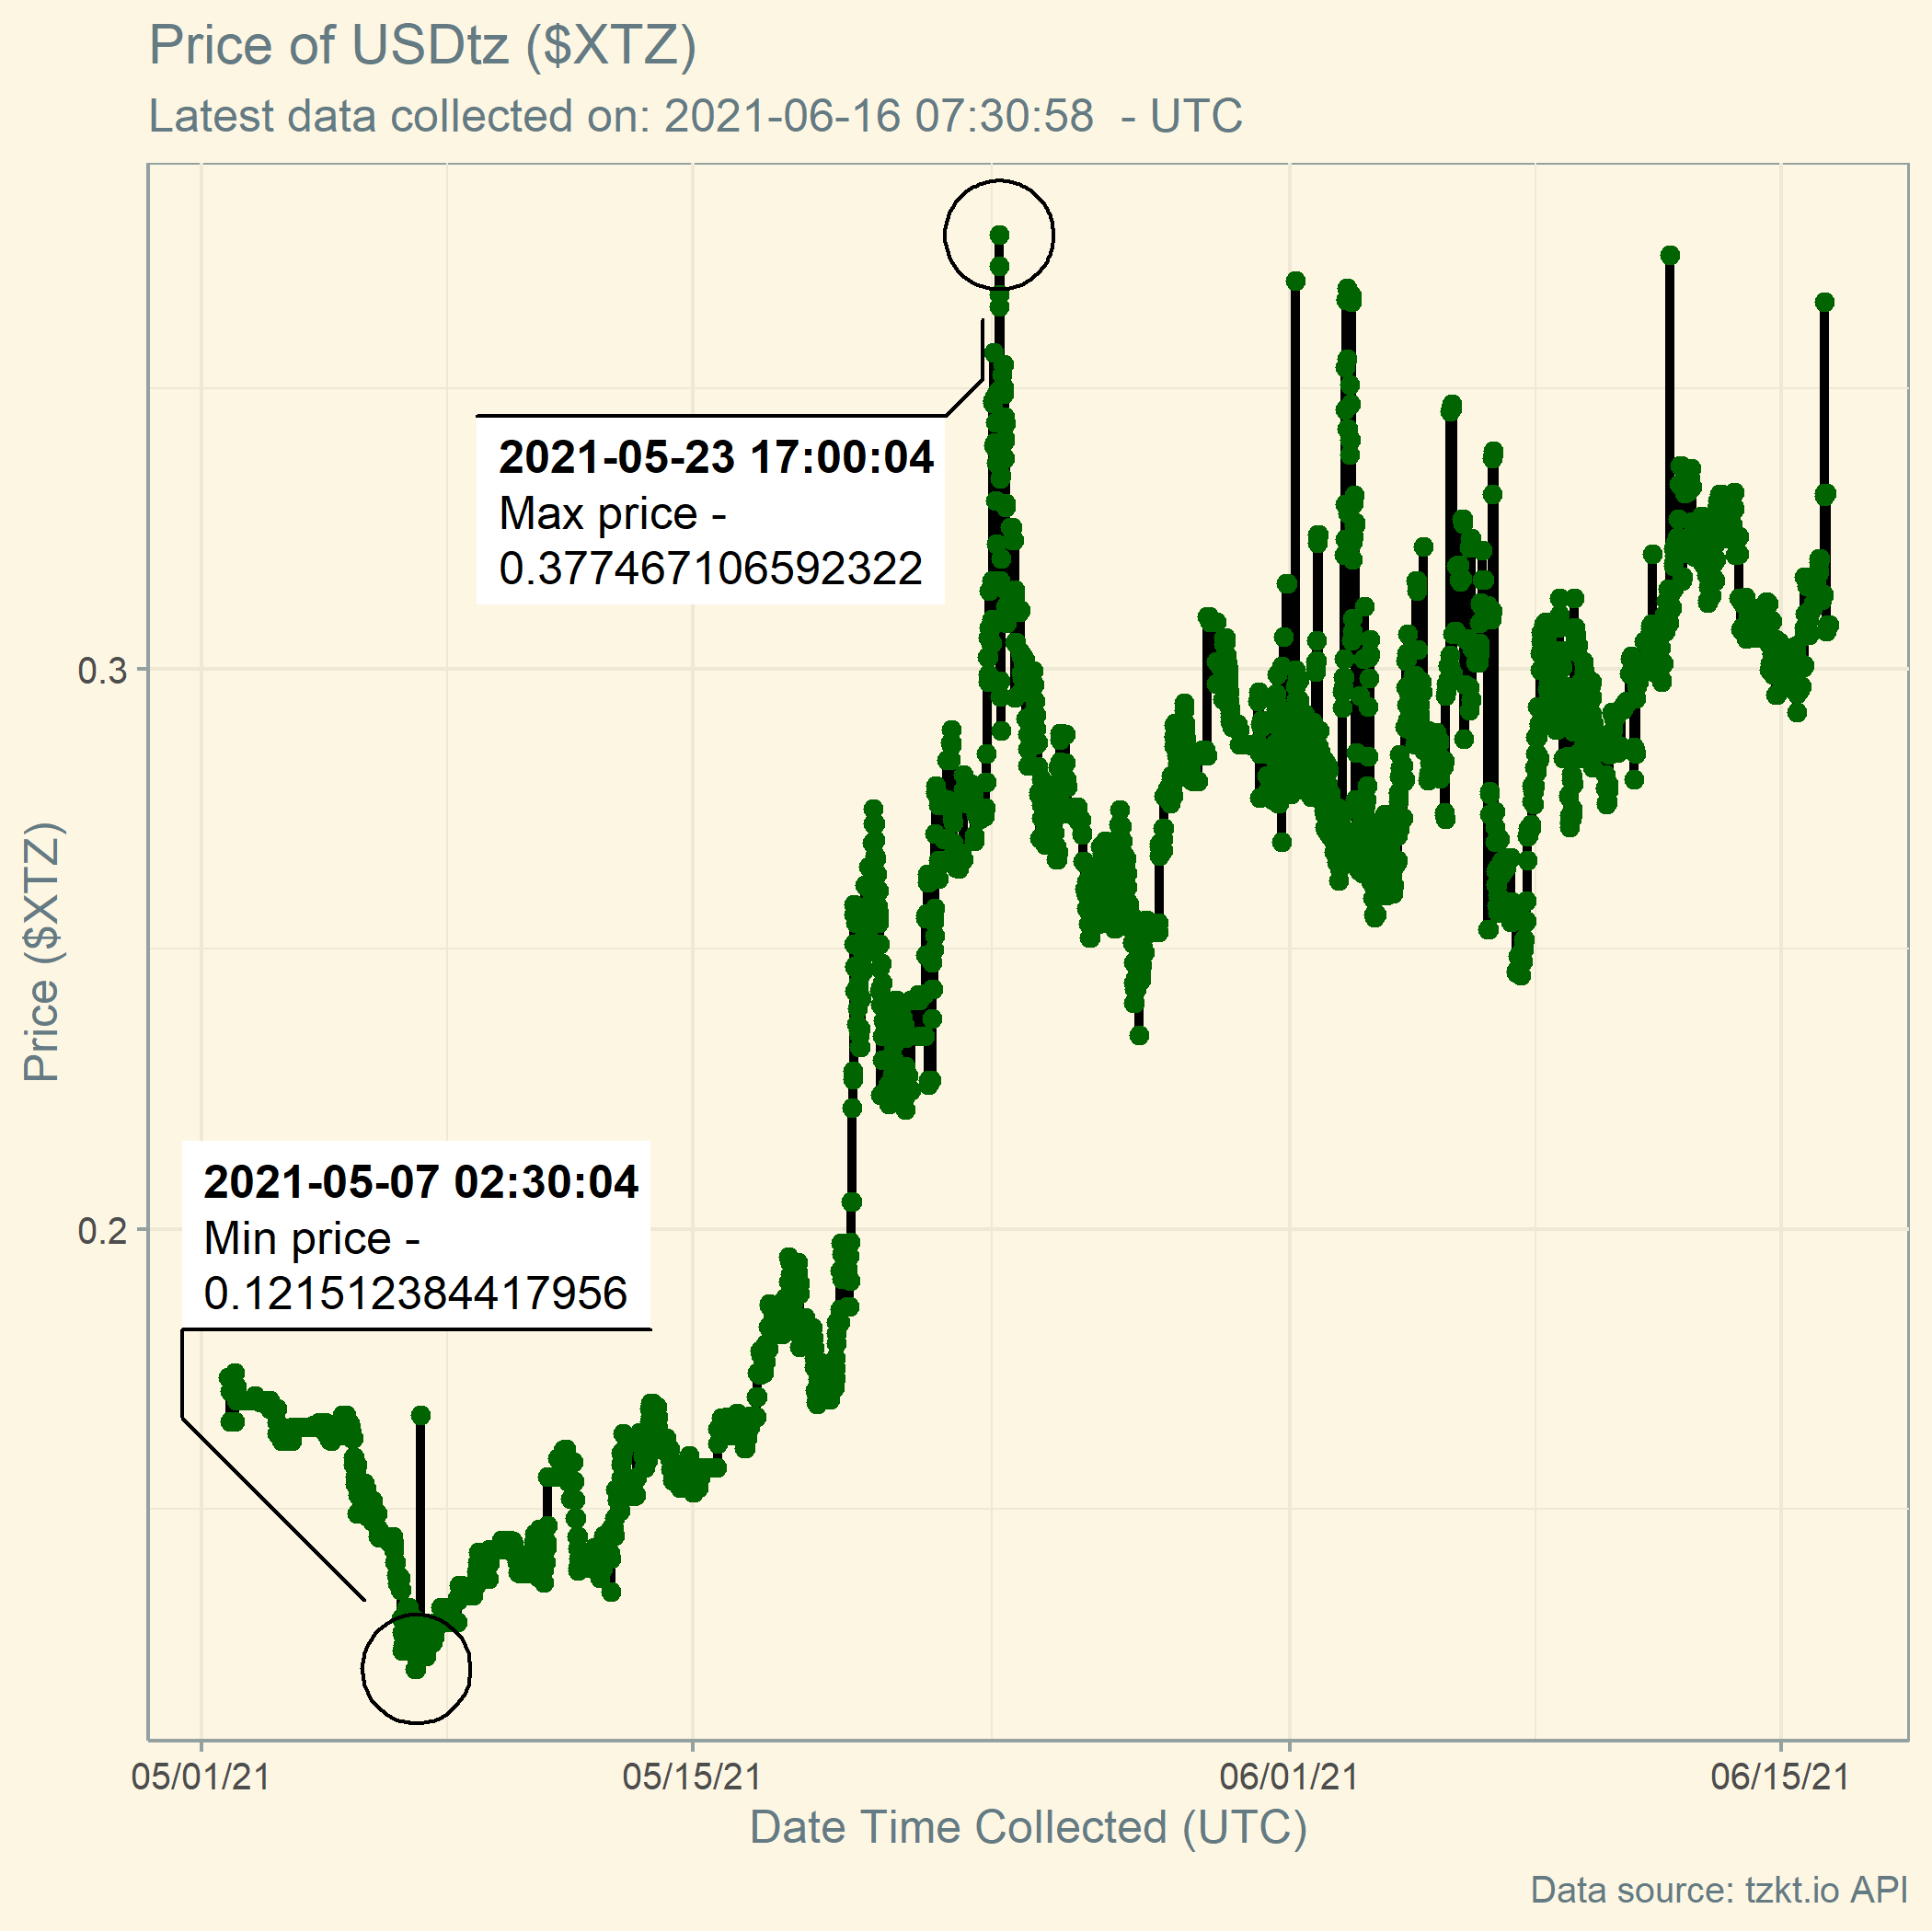 Price of USDtz ($XTZ)
Latest data collected on: 2021-06-16 07:30:58  - UTC
2021-05-23 17:00:04
Max price -
0.377467106592322
0.3
Price ($XTZ)
2021-05-07 02:30:04
Min price -
0.121512384417956
0.2
05/01/21
05/15/21
06/01/21
06/15/21
Date Time Collected (UTC)
Data source: tzkt.io API